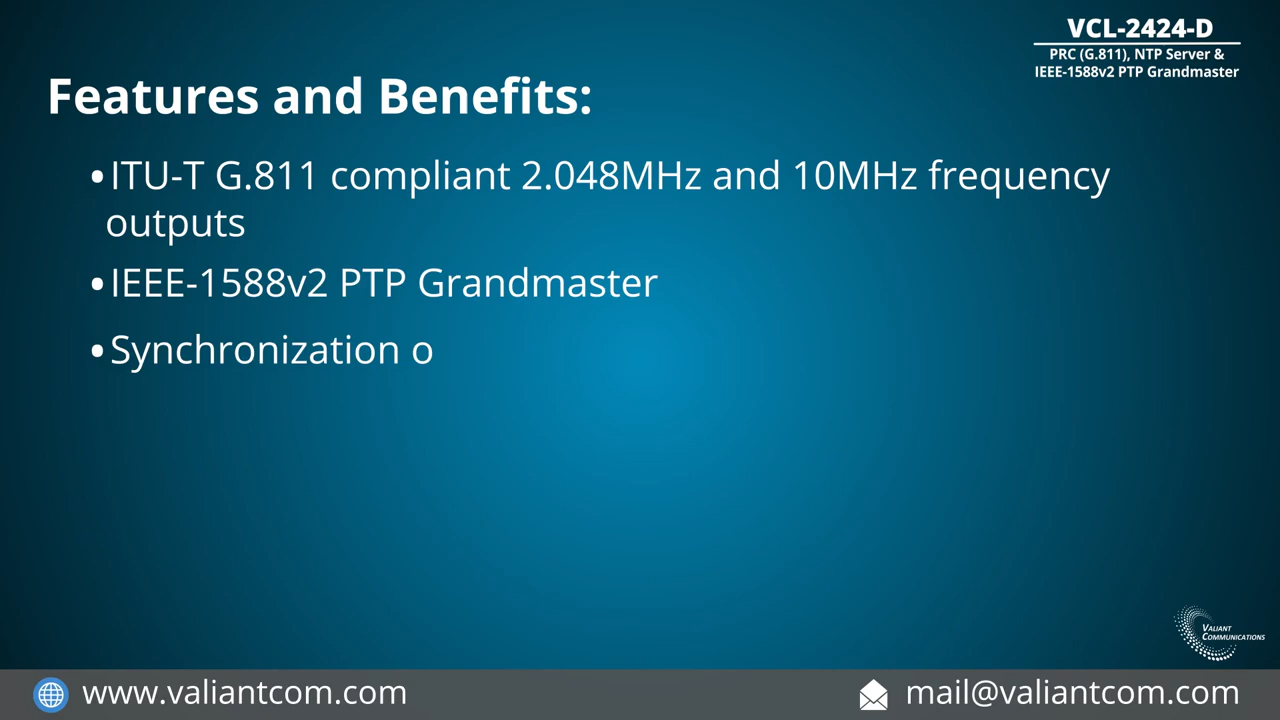 VCL-2424-D
PRC (G.811), NTP Server &
IEEE-1588v2 PTP Grandmaster
Features and Benefits:
•ITU-T G.811 compliant 2.048MHz and 10MHz frequency
outputs
•IEEE-1588v2 PTP Grandmaster
•Synchronization o
VALIANT
COMMUNICATIONS
www.valiantcom.com
mail@valiantcom.com